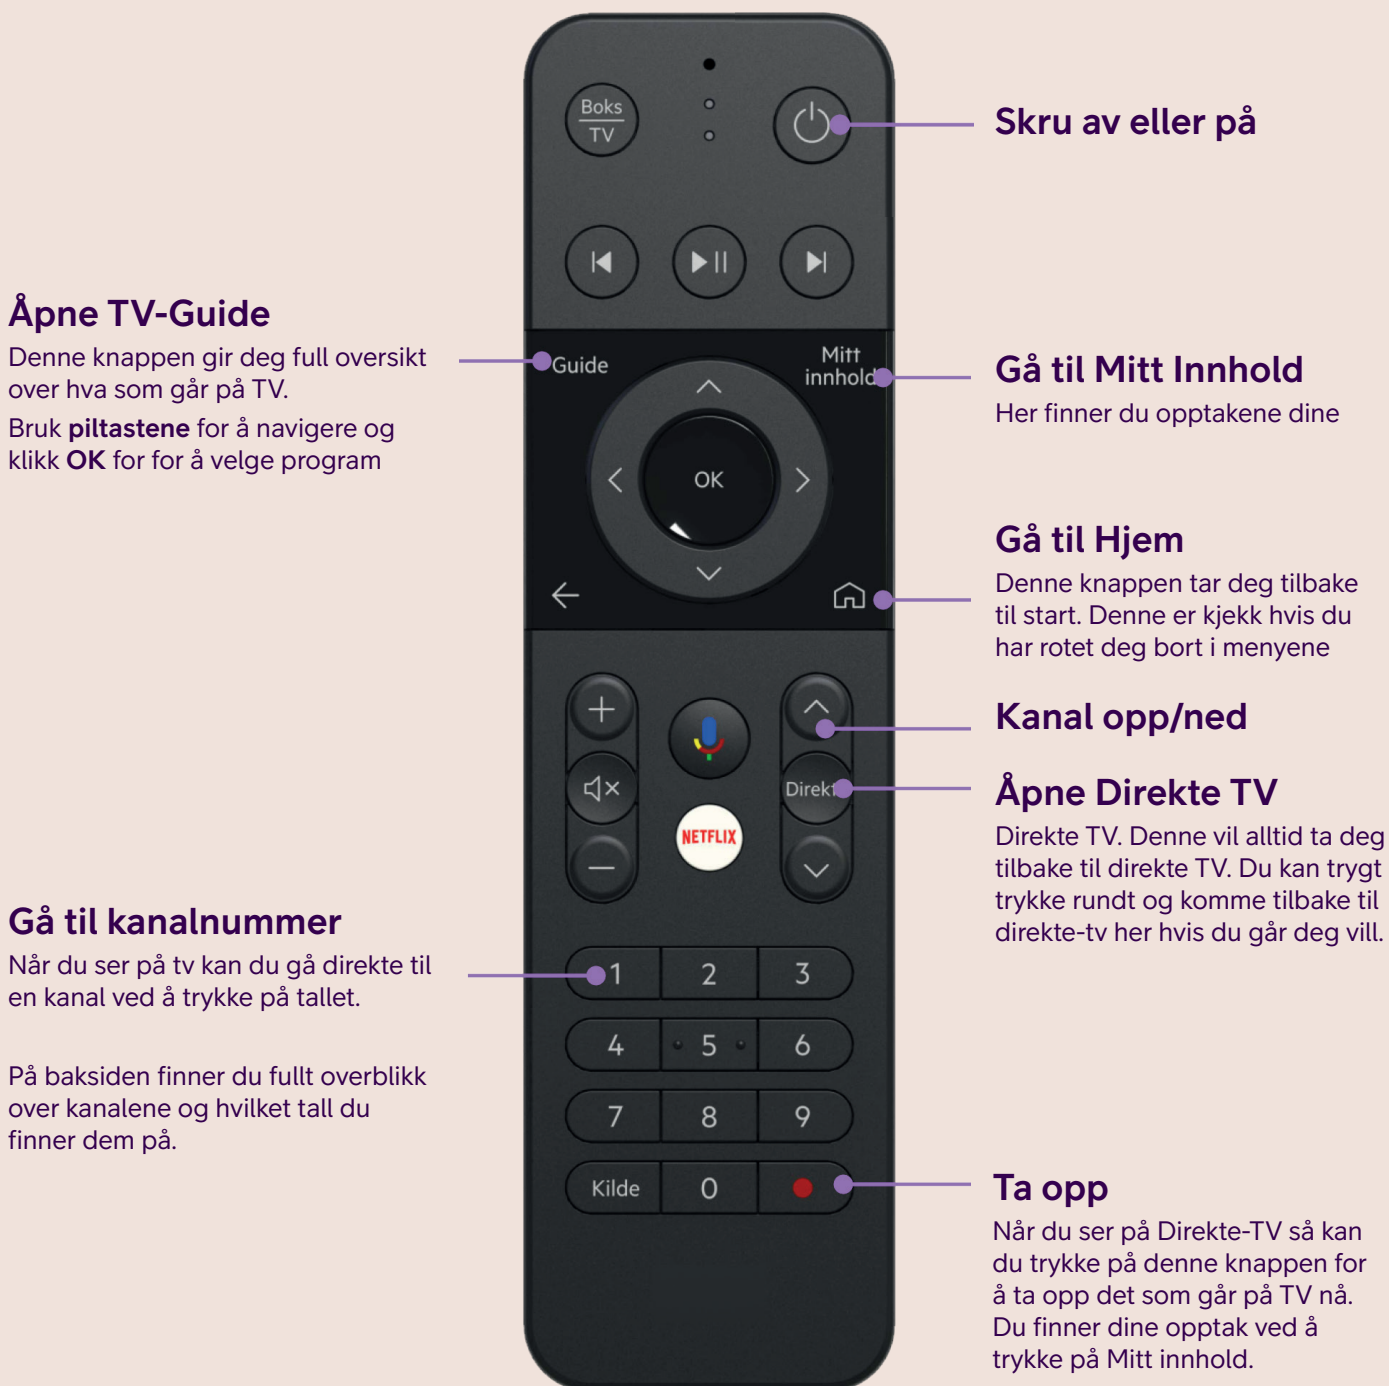 Boks
TV
Skru av eller på
Åpne TV-Guide
Denne knappen gir deg full oversikt
over hva som går på TV.
Bruk piltastene for å navigere og
klikk OK for for å velge program
Guide
Mitt
innhold
OK
Gå til Mitt Innhold
Her finner du opptakene dine
Gå til Hjem
Denne knappen tar deg tilbake
til start. Denne er kjekk hvis du
har rotet deg bort i menyene
Kanal opp/ned
Direkt
NETFLIX
Åpne Direkte TV
Direkte TV. Denne vil alltid ta deg
tilbake til direkte TV. Du kan trygt
trykke rundt og komme tilbake til
direkte-tv her hvis du går deg vill.
Gå til kanalnummer
Når du ser på tv kan du gå direkte til
en kanal ved å trykke på tallet.
På baksiden finner du fullt overblikk
over kanalene og hvilket tall du
finner dem på.
1 2 3
4 5 6
7 8 9
Kilde 0
Ta opp
Når du ser på Direkte-TV så kan
du trykke på denne knappen for
å ta opp det som går på TV nå.
Du finner dine opptak ved å
trykke på Mitt innhold.